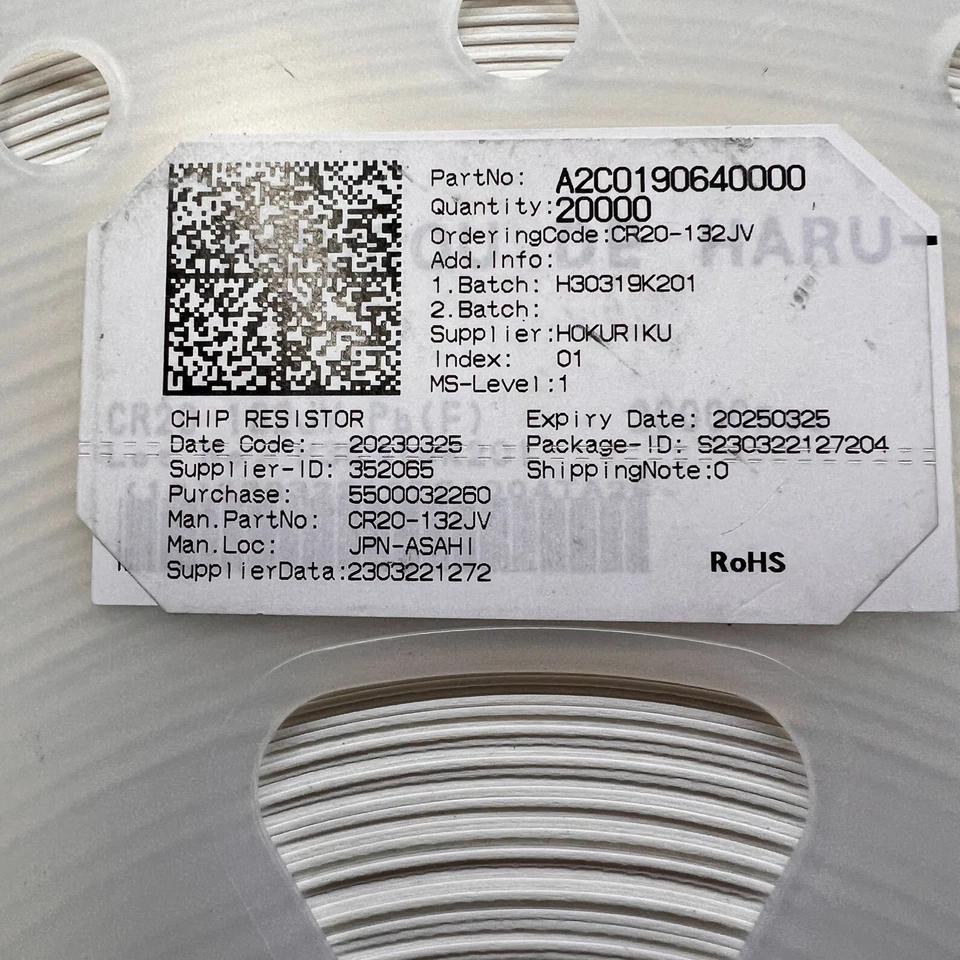 PartNo: A2C0190640000
Quantity:20000
OrderingCode:CR20-132JV
Add.Info:
1.Batch: H30319K201
2.Batch:
Supplier:HOKURIKU
Index: 01
MS-Level:1
HARU-
CHIP RESISTOR
Expiry Date: 20250325
Date Code: 20230325
Package-ID: S230322127204
Supplier-ID: 352065
ShippingNote:0
Purchase: 5500032260
Man.PartNo: CR20-132JV
Man.Loc: JPN-ASAHI
SupplierData:2303221272
RoHS